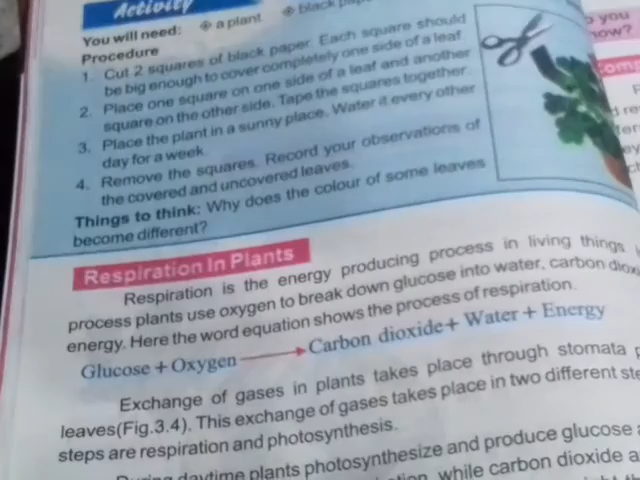 Activity
You will need: a plant black
Procedure
1. Cut 2 squares of black paper. Each square should
be big enough to cover completely one side of a leaf.
2. Place one square on one side of a leaf and another
square on the other side. Tape the squares together.
3. Place the plant in a sunny place. Water it every other
day for a week.
4. Remove the squares. Record your observations of
the covered and uncovered leaves.
Things to think: Why does the colour of some leaves
become different?
Respiration In Plants
Respiration is the energy producing process in living things
process plants use oxygen to break down glucose into water, carbon
energy. Here the word equation shows the process of respiration.
Glucose + Oxygen → Carbon dioxide + Water + Energy
Exchange of gases in plants takes place through stomata
leaves(Fig.3.4). This exchange of gases takes place in two different
steps are respiration and photosynthesis.
daytime plants photosynthesize and produce glucose
while carbon dioxide
you